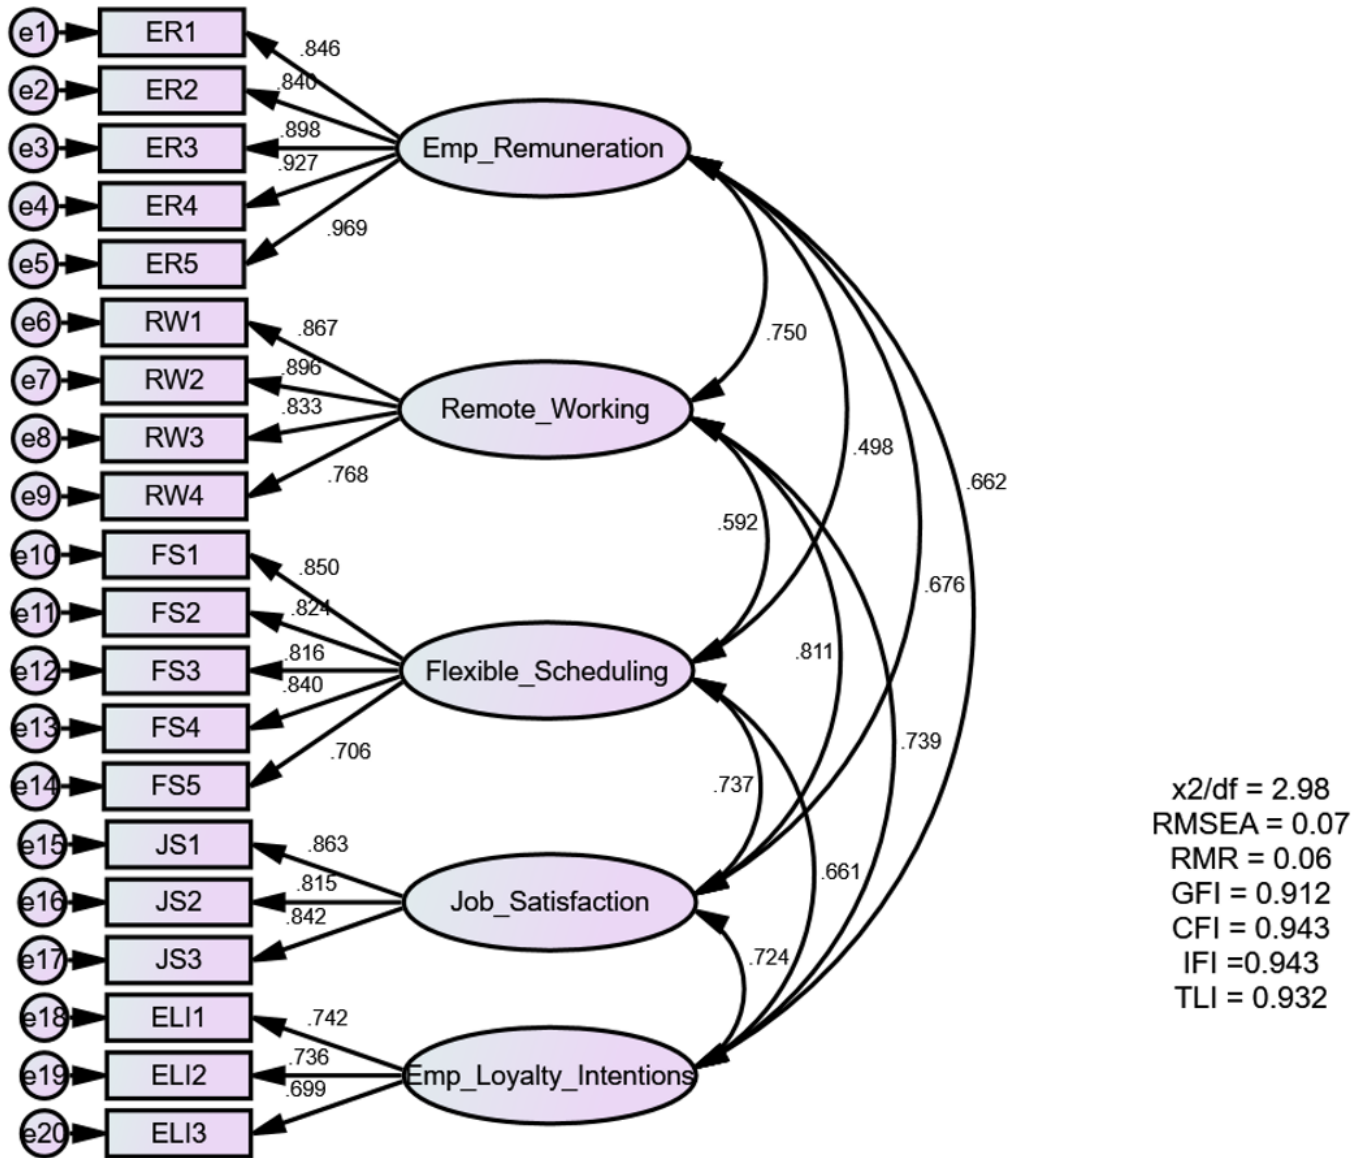 e1 ER1 .846
e2 ER2 .840
e3 ER3 .898 Emp_Remuneration
.927
e4 ER4
.969
e5 ER5
e6 RW1 .867 .750
e7 RW2 .896
e8 RW3 .833 Remote_Working
.498
.768 .662
e9 RW4
.592
e10 FS1 .850
.676
e11 FS2 .824
.811
e12 FS3 .816 Flexible_Scheduling
.840
e13 FS4
.706 .739
e14 FS5 .737
x2/df = 2.98
RMSEA = 0.07
e15 JS1 .863
RMR = 0.06
.661
.815
GFI = 0.912
e16 JS2 Job_Satisfaction
.842
CFI = 0.943
e17 JS3 .724
IFI =0.943
TLI = 0.932
e18 ELI1 .742
.736
e19 ELI2 Emp_Loyalty_Intentions
.699
e20 ELI3